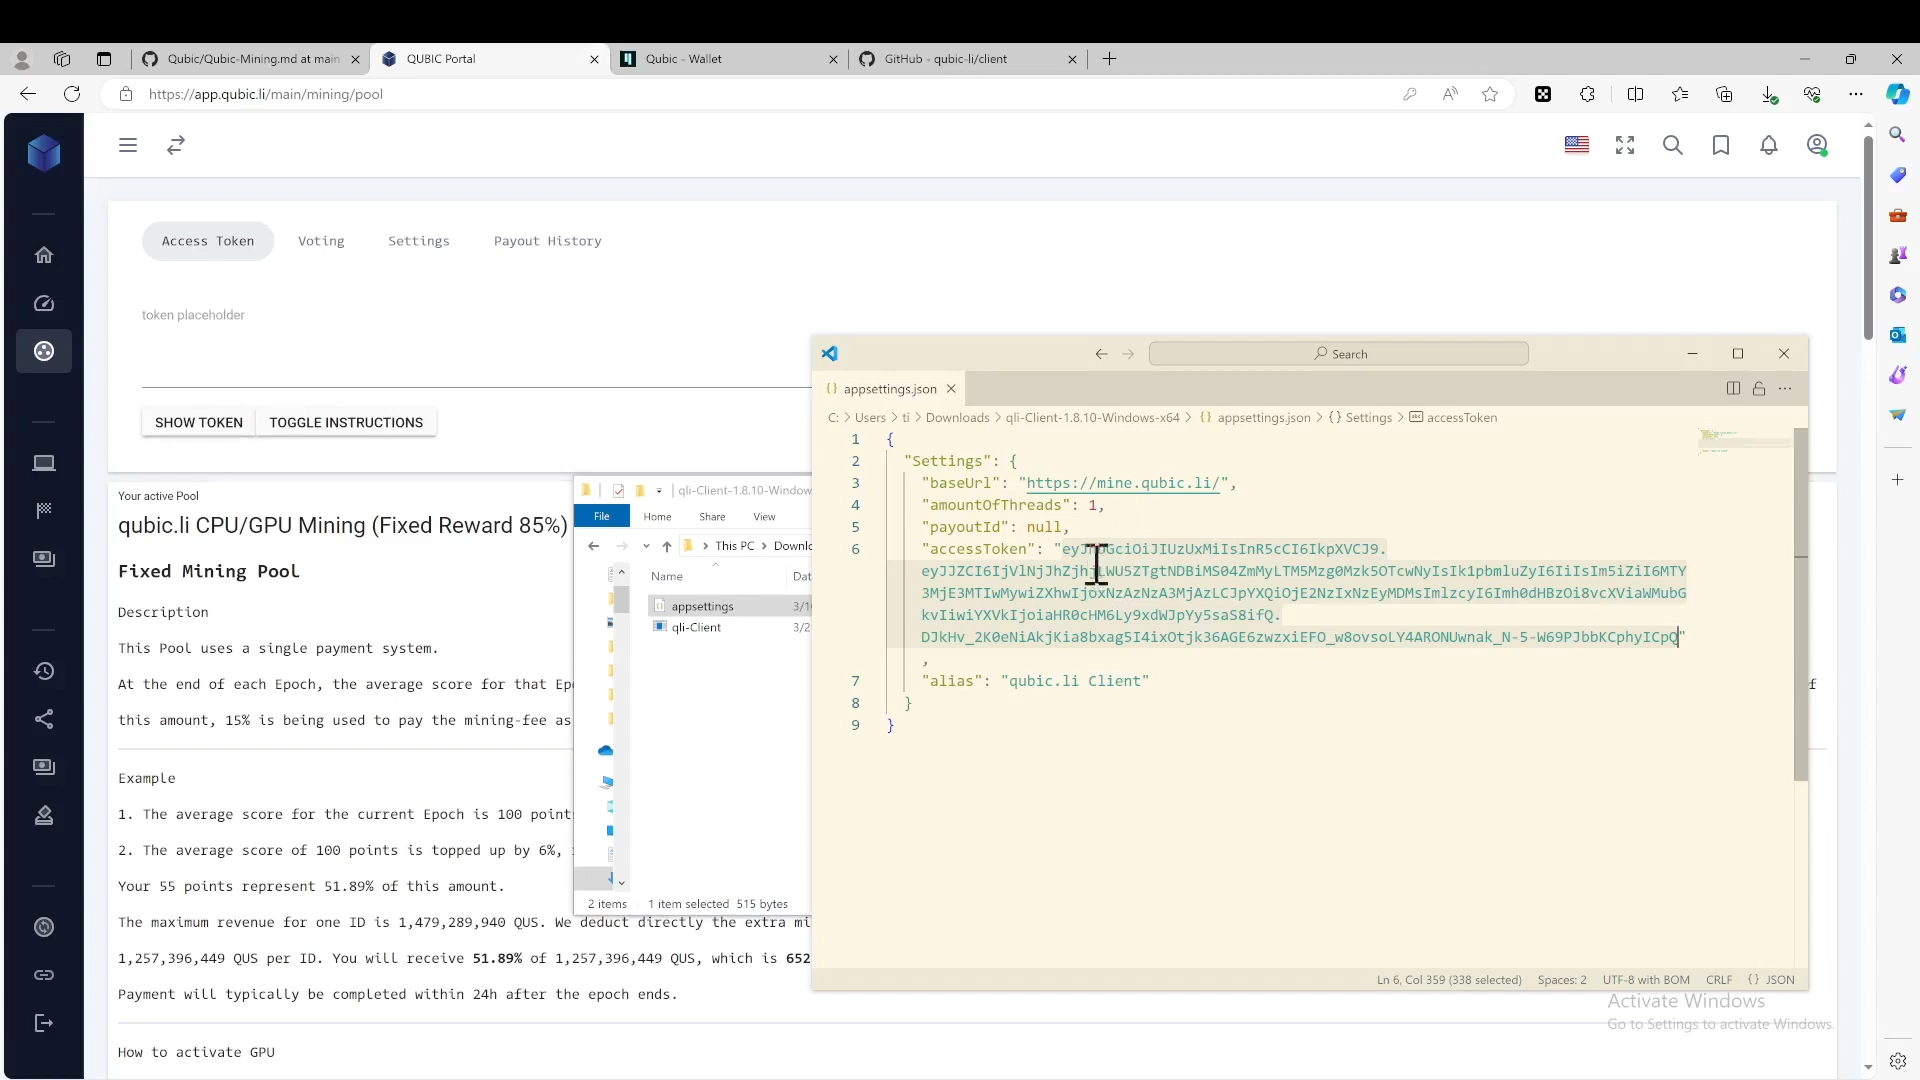 Qubic/Qubic-Mining.md at main
QUBIC Portal
Qubic - Wallet
GitHub - qubic-li/client
https://app.qubic.li/main/mining/pool
Access Token
Voting
Settings
Payout History
token placeholder
SHOW TOKEN
TOGGLE INSTRUCTIONS
Your active Pool
qubic.li CPU/GPU Mining (Fixed Reward 85%)
Fixed Mining Pool
Description
This Pool uses a single payment system.
At the end of each Epoch, the average score for that Ep
this amount, 15% is being used to pay the mining-fee as
Example
1. The average score for the current Epoch is 100 point
2. The average score of 100 points is topped up by 6%,
Your 55 points represent 51.89% of this amount.
The maximum revenue for one ID is 1,479,289,940 QUS. We deduct directly the extra mi
1,257,396,449 QUS per ID. You will receive 51.89% of 1,257,396,449 QUS, which is 652
Payment will typically be completed within 24h after the epoch ends.
How to activate GPU
qli-Client-1.8.10-Window
File
Home
Share
View
This PC > Downlo
Name
Dat
appsettings
3/1
qli-Client
3/2
2 items
1 item selected 515 bytes
Search
appsettings.json
C: > Users > ti > Downloads > qli-Client-1.8.10-Windows-x64 > {} appsettings.json > {} Settings > accessToken
1 {
2 "Settings": {
3 "baseUrl": "https://mine.qubic.li/",
4 "amountOfThreads": 1,
5 "payoutId": null,
6 "accessToken":
,
7 "alias": "qubic.li Client"
8 }
9 }
Ln 6, Col 359 (338 selected)
Spaces: 2
UTF-8 with BOM
CRLF
{} JSON
Activate Windows
Go to Settings to activate Windows.
f